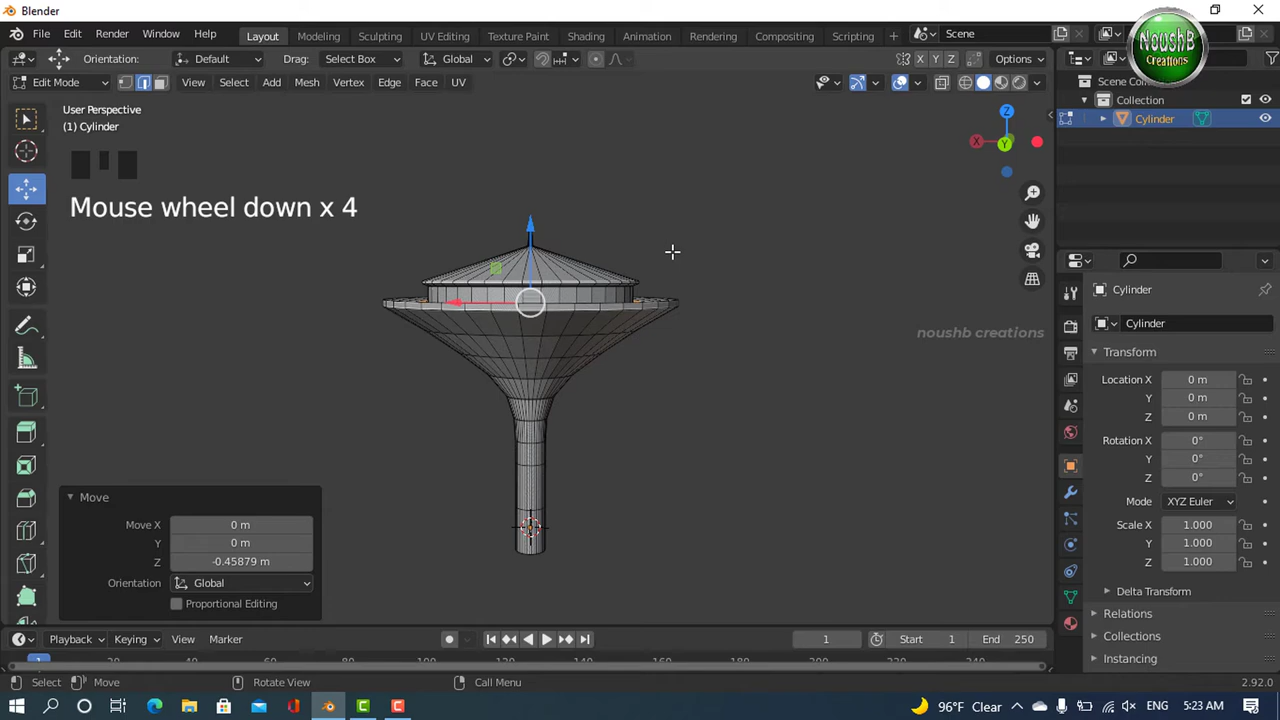 Blender
File Edit Render Window Help Layout Modeling Sculpting UV Editing Texture Paint Shading Animation Rendering Compositing Scripting + Scene
NoushB
Creations
Orientation: Default Drag: Select Box Global X Y Z Options
Edit Mode View Select Add Mesh Vertex Edge Face UV
User Perspective
(1) Cylinder
Mouse wheel down x 4
Z
X
Y
noushb creations
Move
Move X 0 m
Y 0 m
Z -0.45879 m
Orientation Global
Proportional Editing
Collection
Cylinder
Cylinder
Cylinder
Transform
Location X 0 m
Y 0 m
Z 0 m
Rotation X 0°
Y 0°
Z 0°
Mode XYZ Euler
Scale X 1.000
Y 1.000
Z 1.000
Delta Transform
Relations
Collections
Instancing
Playback Keying View Marker 1 Start 1 End 250
Select Move Rotate View Call Menu 2.92.0
96°F Clear ENG 5:23 AM